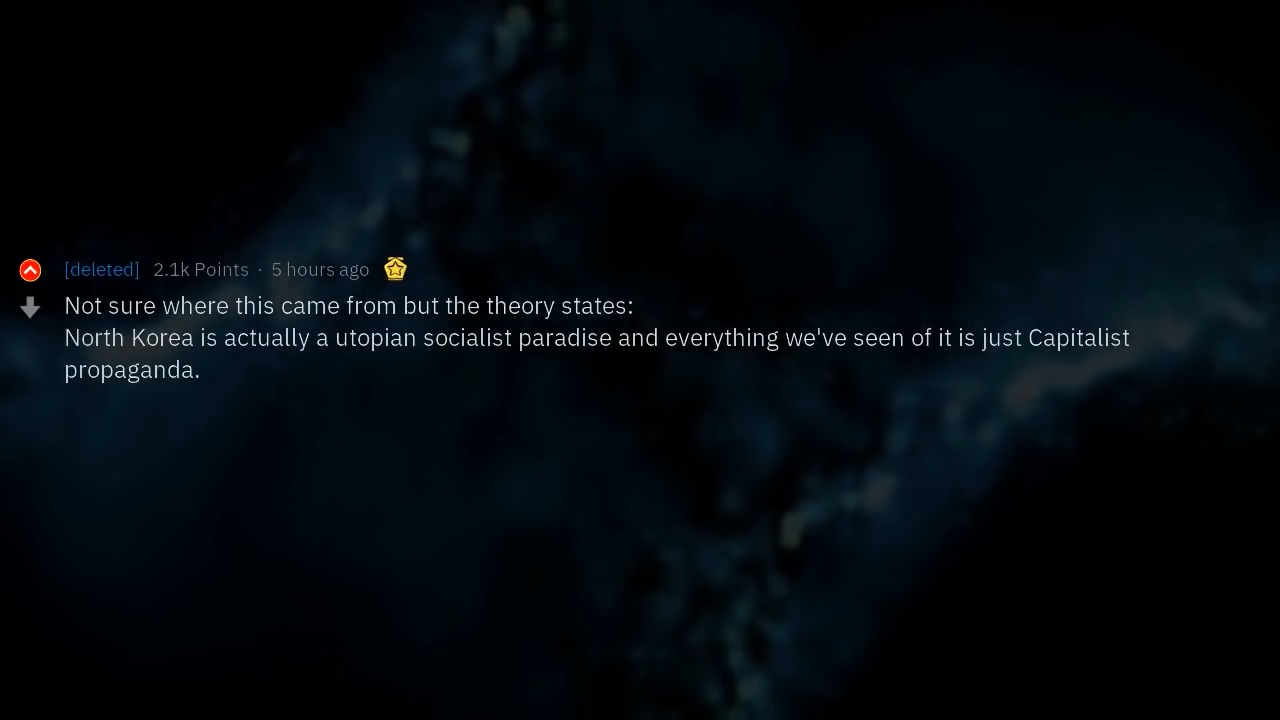 [deleted] 2.1k Points · 5 hours ago
Not sure where this came from but the theory states:
North Korea is actually a utopian socialist paradise and everything we've seen of it is just Capitalist
propaganda.